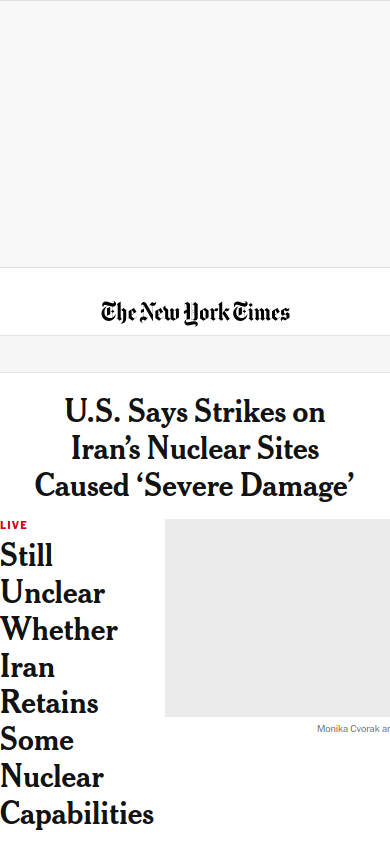 The New York Times
U.S. Says Strikes on
Iran’s Nuclear Sites
Caused ‘Severe Damage’
LIVE
Still
Unclear
Whether
Iran
Retains
Some
Nuclear
Capabilities
Monika Cvorak